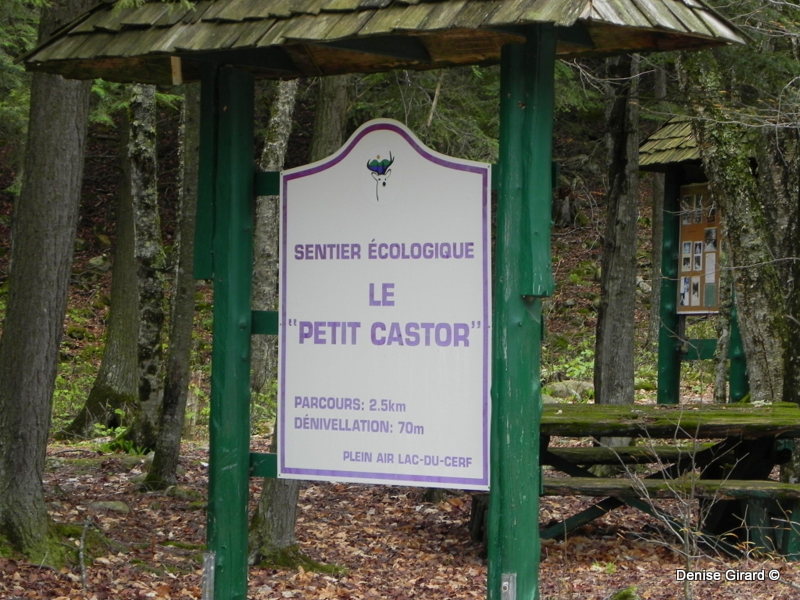 SENTIER ÉCOLOGIQUE
LE
"PETIT CASTOR"
PARCOURS: 2.5km
DÉNIVELLATION: 70m
PLEIN AIR LAC-DU-CERF
Denise Girard ©